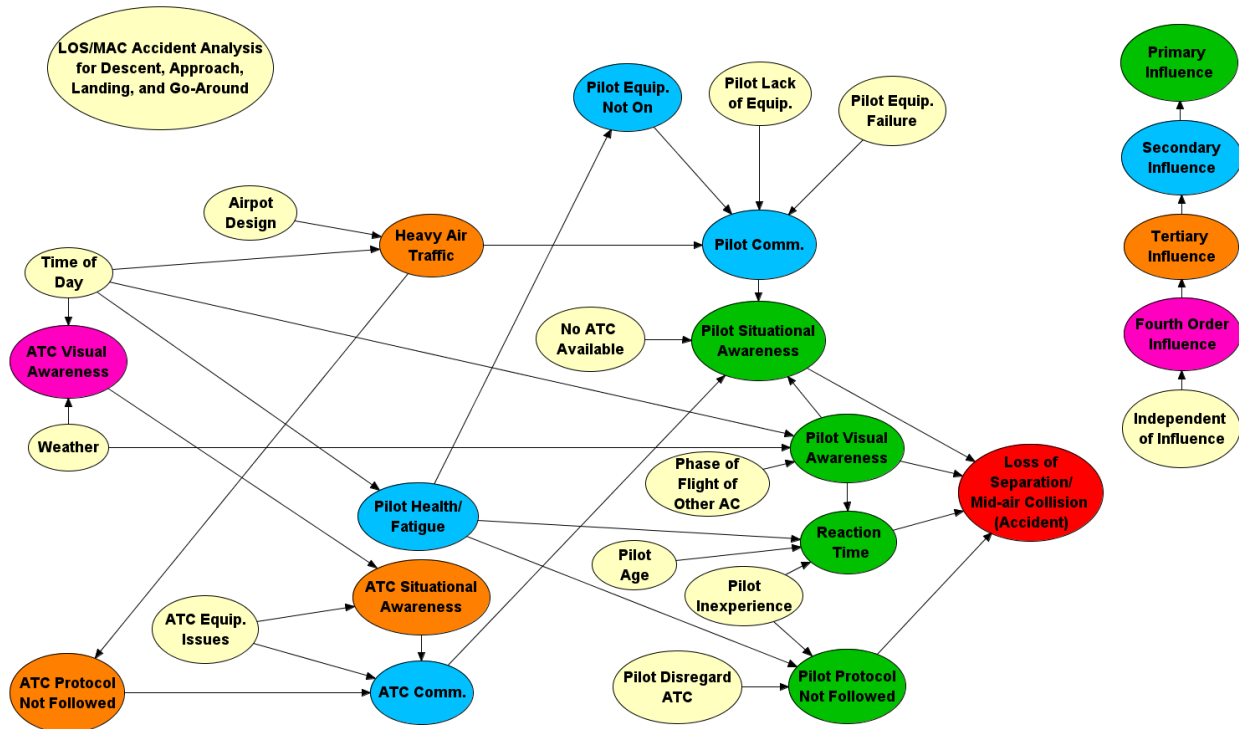 LOS/MAC Accident Analysis
for Descent, Approach,
Landing, and Go-Around
Pilot Equip.
Not On
Pilot Lack
of Equip.
Pilot Equip.
Failure
Primary
Influence
Secondary
Influence
Airpot
Design
Heavy Air
Traffic
Pilot Comm.
Tertiary
Influence
Time of
Day
No ATC
Available
Pilot Situational
Awareness
Fourth Order
Influence
ATC Visual
Awareness
Weather
Pilot Visual
Awareness
Independent
of Influence
Phase of
Flight of
Other AC
Loss of
Separation/
Mid-air Collision
(Accident)
Pilot Health/
Fatigue
Reaction
Time
Pilot
Age
Pilot
Inexperience
ATC Situational
Awareness
ATC Equip.
Issues
ATC Protocol
Not Followed
ATC Comm.
Pilot Disregard
ATC
Pilot Protocol
Not Followed